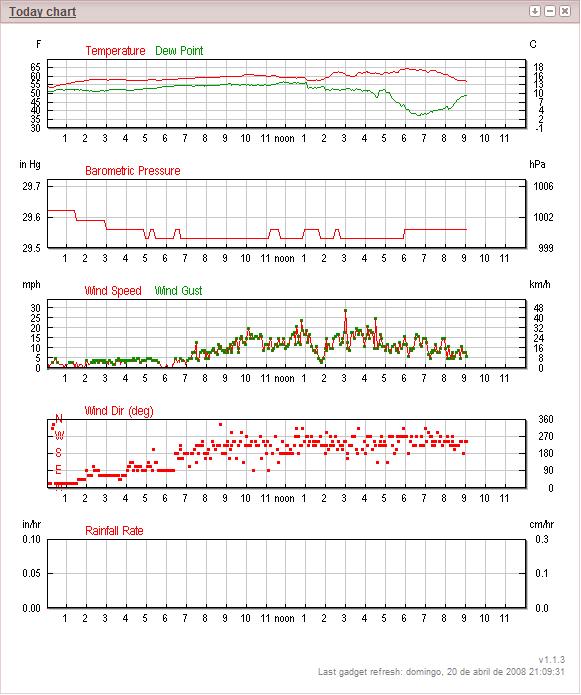 Today chart
F Temperature Dew Point C
65 18
60 16
55 13
50 10
45 7
40 4
35 2
30 -1
1 2 3 4 5 6 7 8 9 10 11 noon 1 2 3 4 5 6 7 8 9 10 11
in Hg Barometric Pressure hPa
29.7 1006
29.6 1002
29.5 999
1 2 3 4 5 6 7 8 9 10 11 noon 1 2 3 4 5 6 7 8 9 10 11
mph Wind Speed Wind Gust km/h
30 48
25 40
20 32
15 24
10 16
5 8
0 0
1 2 3 4 5 6 7 8 9 10 11 noon 1 2 3 4 5 6 7 8 9 10 11
Wind Dir (deg)
N 360
W 270
S 180
E 90
0
1 2 3 4 5 6 7 8 9 10 11 noon 1 2 3 4 5 6 7 8 9 10 11
in/hr Rainfall Rate cm/hr
0.10 0.3
0.05 0.1
0.00 0.0
1 2 3 4 5 6 7 8 9 10 11 noon 1 2 3 4 5 6 7 8 9 10 11
v1.1.3
Last gadget refresh: domingo, 20 de abril de 2008 21:09:31